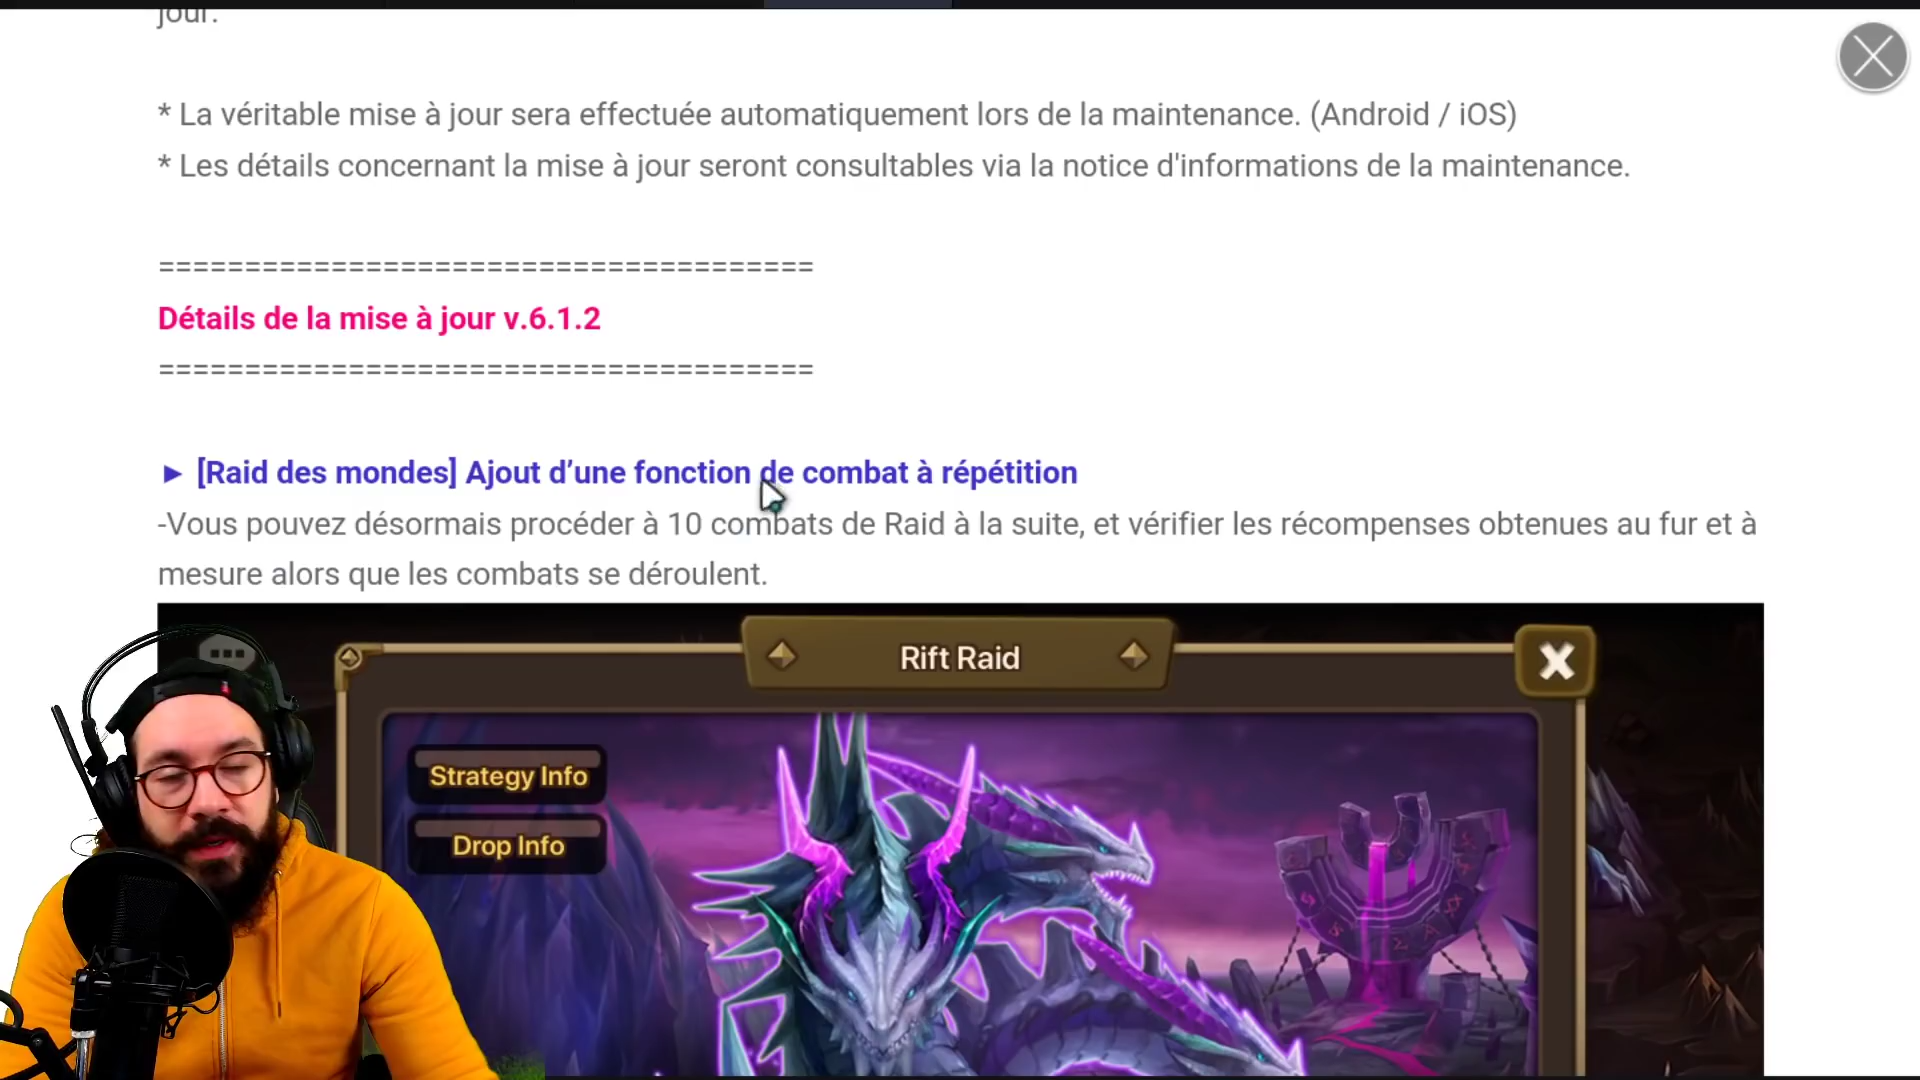 jour.
* La véritable mise à jour sera effectuée automatiquement lors de la maintenance. (Android / iOS)
* Les détails concernant la mise à jour seront consultables via la notice d'informations de la maintenance.
======================================
Détails de la mise à jour v.6.1.2
======================================
► [Raid des mondes] Ajout d’une fonction de combat à répétition
-Vous pouvez désormais procéder à 10 combats de Raid à la suite, et vérifier les récompenses obtenues au fur et à
mesure alors que les combats se déroulent.
Rift Raid
Strategy Info
Drop Info